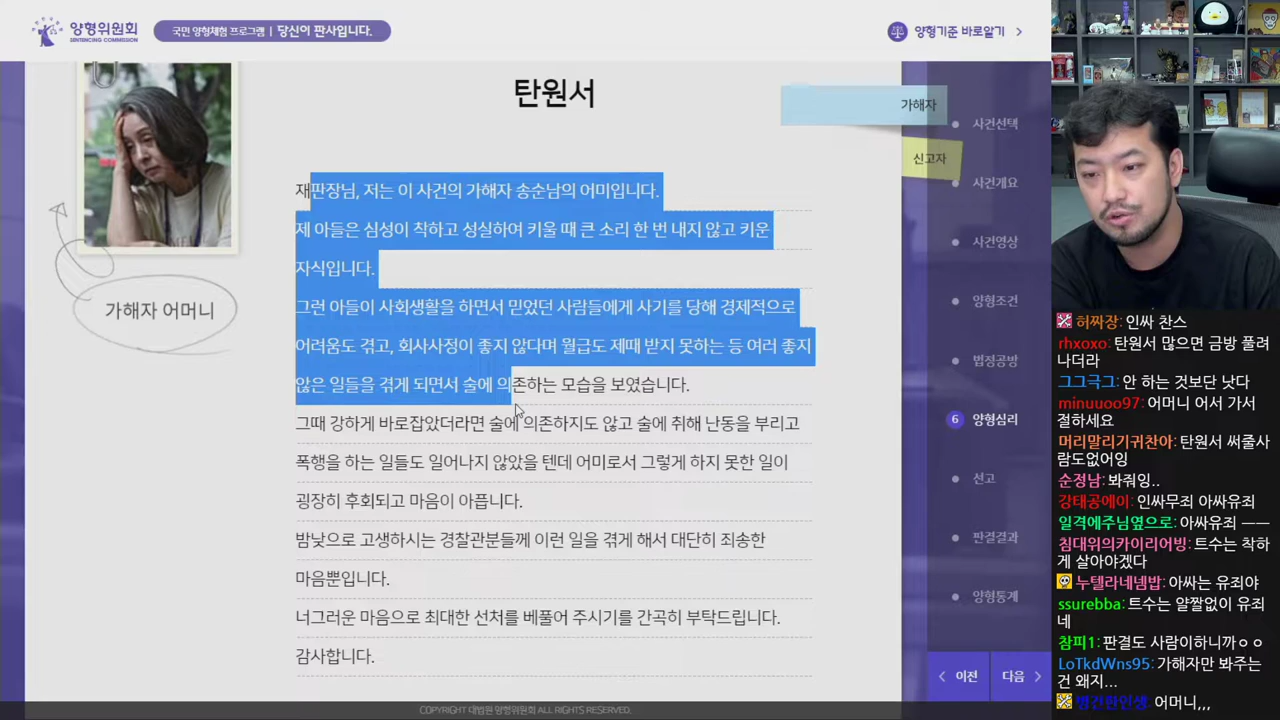 양형위원회
SENTENCING COMMISSION
국민 양형체험 프로그램 | 당신이 판사입니다.
양형기준 바로알기
탄원서
가해자
신고자
재판장님, 저는 이 사건의 가해자 송순남의 어미입니다.
제 아들은 심성이 착하고 성실하여 키울 때 큰 소리 한 번 내지 않고 키운
자식입니다.
그런 아들이 사회생활을 하면서 믿었던 사람들에게 사기를 당해 경제적으로
어려움도 겪고, 회사사정이 좋지 않다며 월급도 제때 받지 못하는 등 여러 좋지
않은 일들을 겪게 되면서 술에 의존하는 모습을 보였습니다.
그때 강하게 바로잡았더라면 술에 의존하지도 않고 술에 취해 난동을 부리고
폭행을 하는 일들도 일어나지 않았을 텐데 어미로서 그렇게 하지 못한 일이
굉장히 후회되고 마음이 아픕니다.
밤낮으로 고생하시는 경찰관분들께 이런 일을 겪게 해서 대단히 죄송한
마음뿐입니다.
너그러운 마음으로 최대한 선처를 베풀어 주시기를 간곡히 부탁드립니다.
감사합니다.
가해자 어머니
사건선택
사건개요
사건영상
양형조건
법정공방
6 양형심리
선고
판결결과
양형통계
이전
다음
COPYRIGHT 대법원 양형위원회 ALL RIGHTS RESERVED.
허짜장: 인싸 찬스
rhxoxo: 탄원서 많으면 금방 풀려
나더라
그그극그: 안 하는 것보단 낫다
minuuoo97: 어머니 어서 가서
절하세요
머리말리기귀찬아: 탄원서 써줄사
람도없어잉
순정남: 봐줘잉..
강태공에이: 인싸무죄 아싸유죄
일격에주님옆으로: 아싸유죄 ㅡㅡ
침대위의카이리어빙: 트수는 착하
게 살아야겠다
누텔라네넴밥: 아싸는 유죄야
ssurebba: 트수는 얄짤없이 유죄
네
참피1: 판결도 사람이하니까ㅇㅇ
LoTkdWns95: 가해자만 봐주는
건 왜지...
어머니,,,